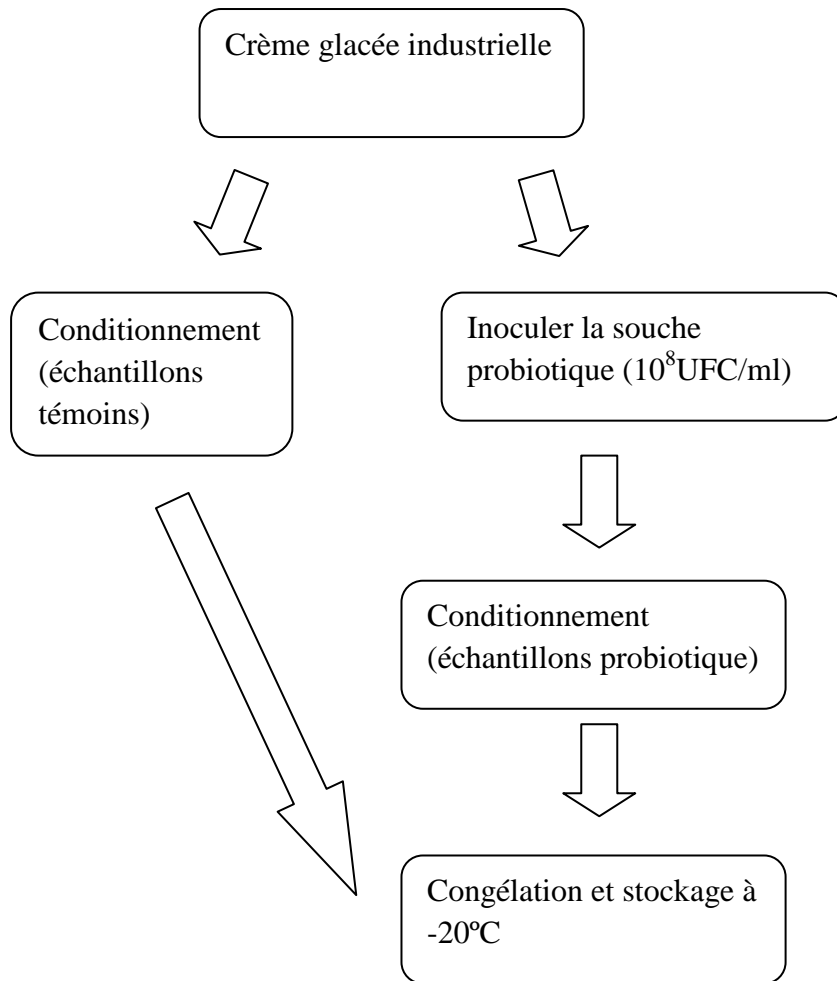 Crème glacée industrielle
Conditionnement
(échantillons
témoins)
Inoculer la souche
probiotique (10⁸UFC/ml)
Conditionnement
(échantillons probiotique)
Congélation et stockage à
-20ºC